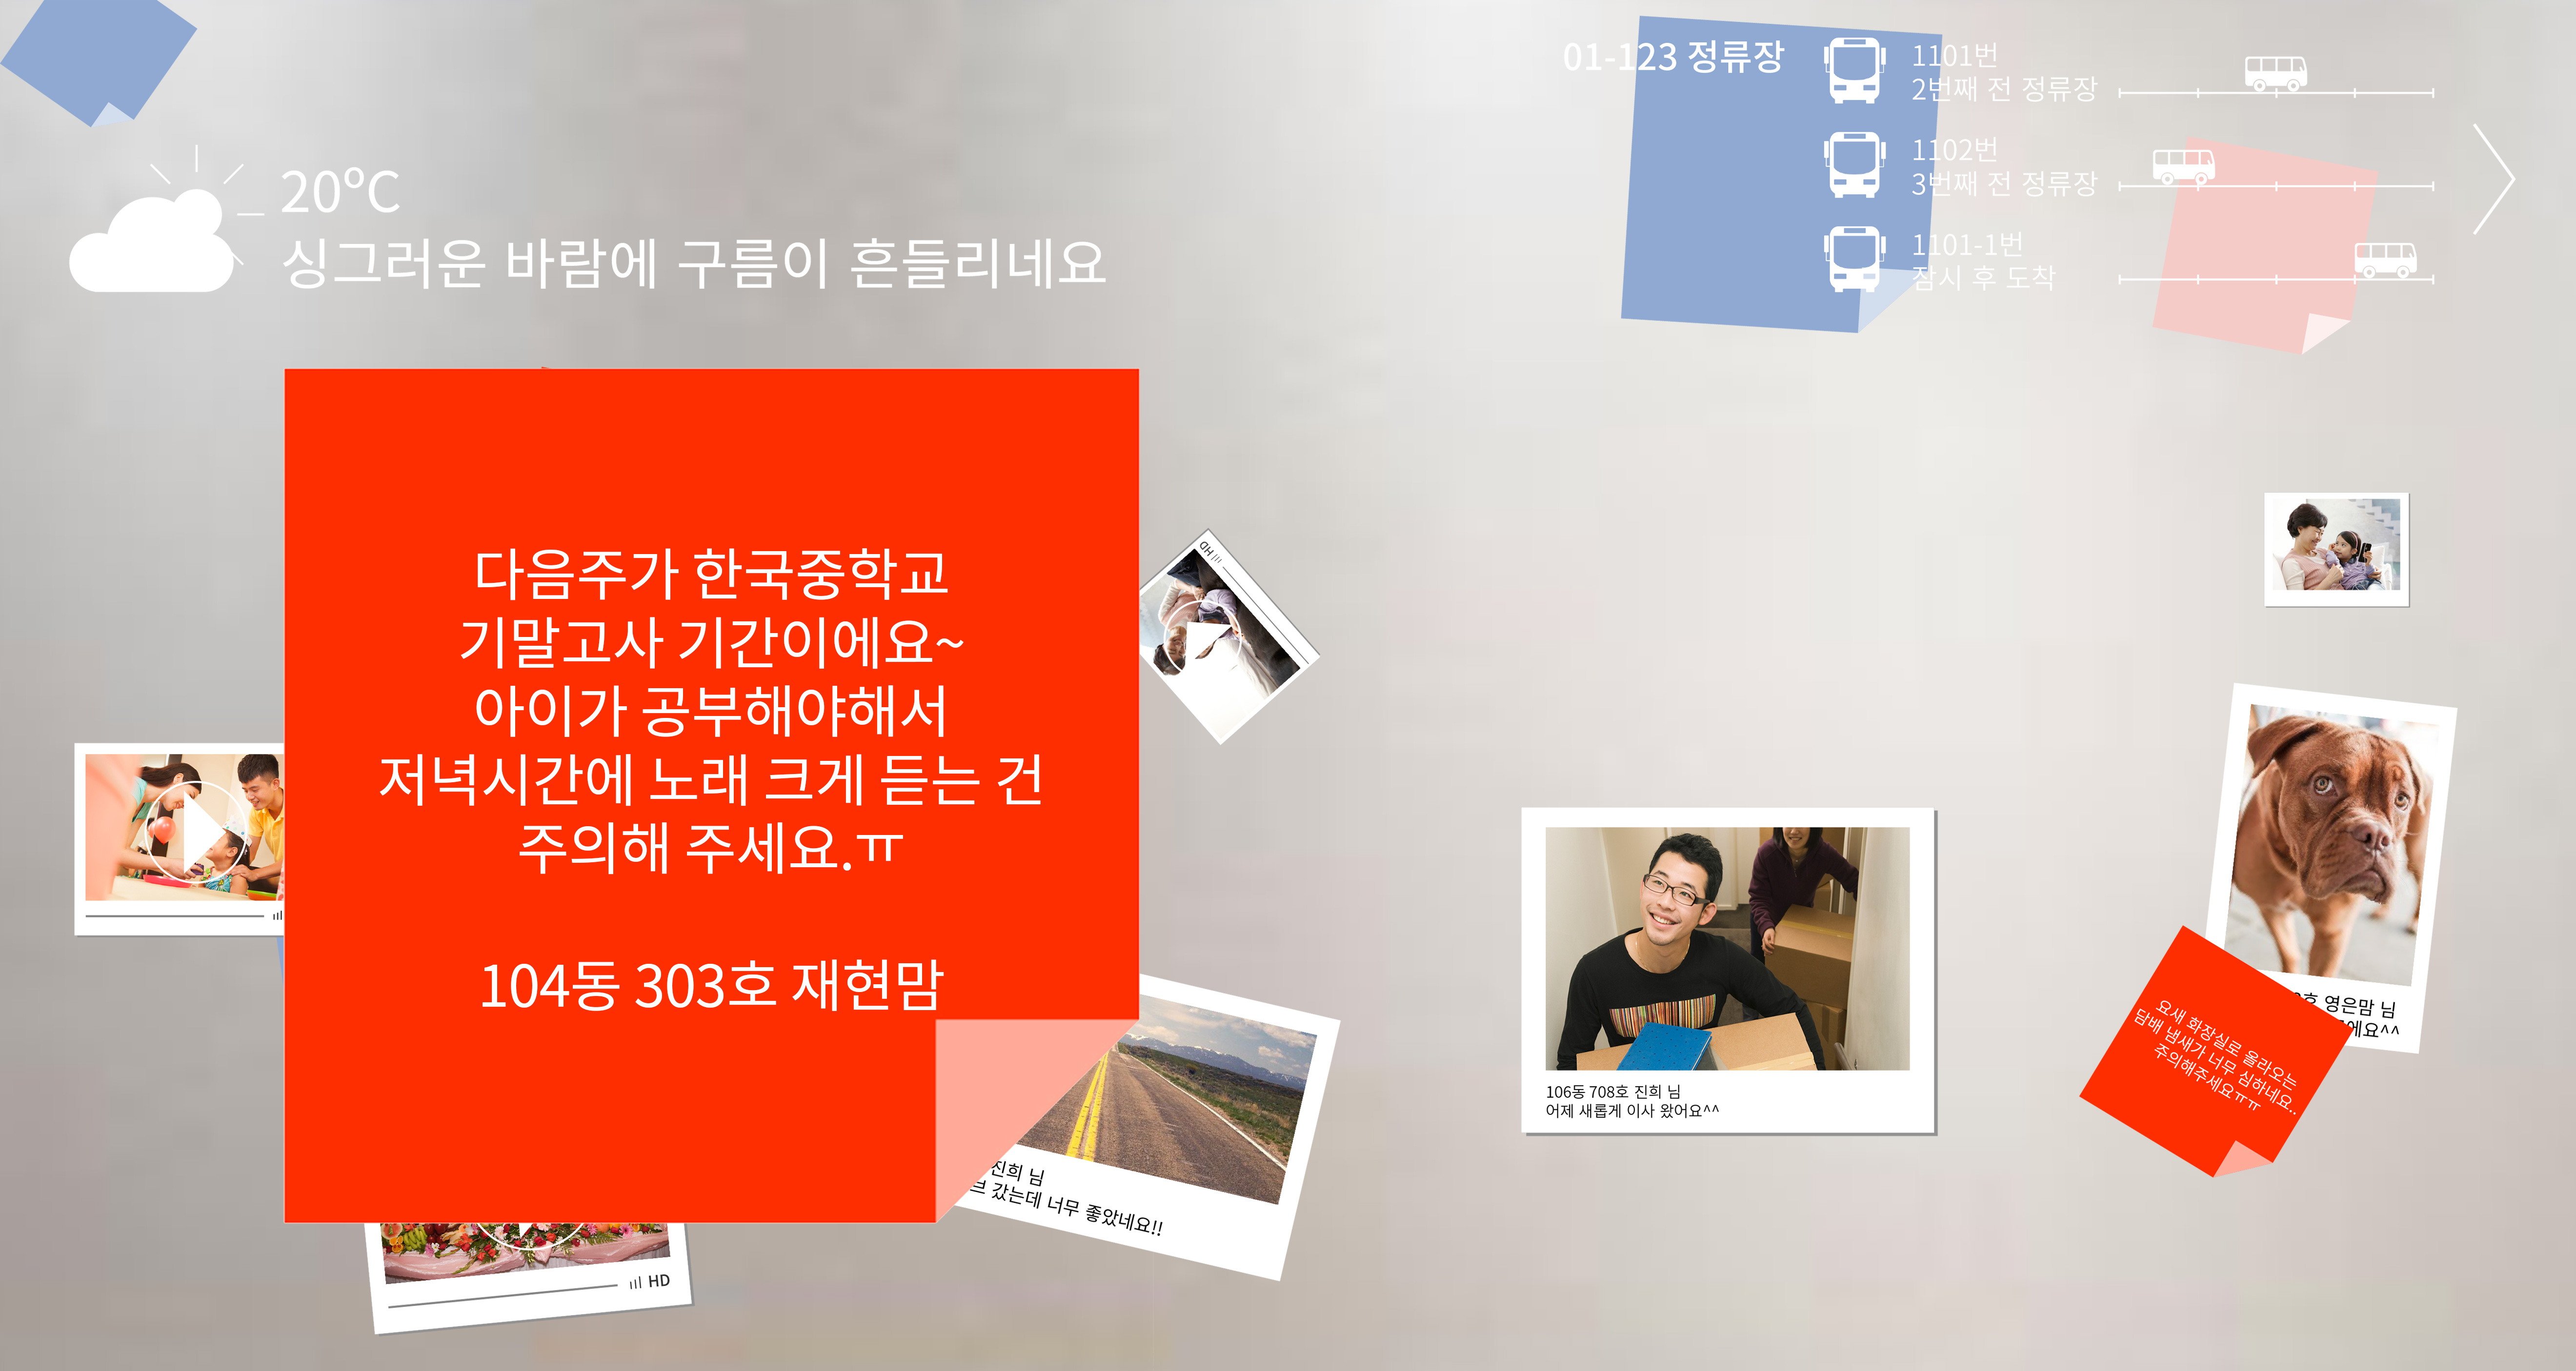 20°C
싱그러운 바람에 구름이 흔들리네요
01-123 정류장
1101번
2번째 전 정류장
1102번
3번째 전 정류장
1101-1번
잠시 후 도착
다음주가 한국중학교
기말고사 기간이에요~
아이가 공부해야해서
저녁시간에 노래 크게 듣는 건
주의해 주세요.ㅠ
104동 303호 재현맘
HD
진희 님
갔는데 너무 좋았네요!!
HD
106동 708호 진희 님
어제 새롭게 이사 왔어요^^
영은맘 님
에요^^
요새 화장실로 올라오는
담배 냄새가 너무 심하네요..
주의해주세요ㅠㅠ